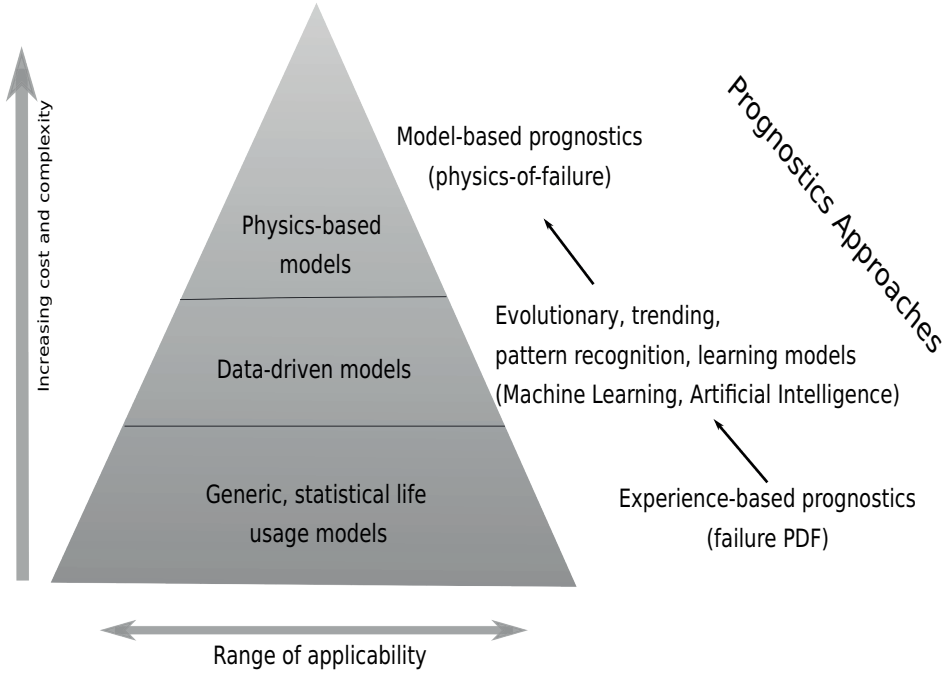 Prognostics Approaches
Increasing cost and complexity
Model-based prognostics
(physics-of-failure)
Physics-based
models
Evolutionary, trending,
pattern recognition, learning models
(Machine Learning, Artificial Intelligence)
Data-driven models
Experience-based prognostics
(failure PDF)
Generic, statistical life
usage models
Range of applicability